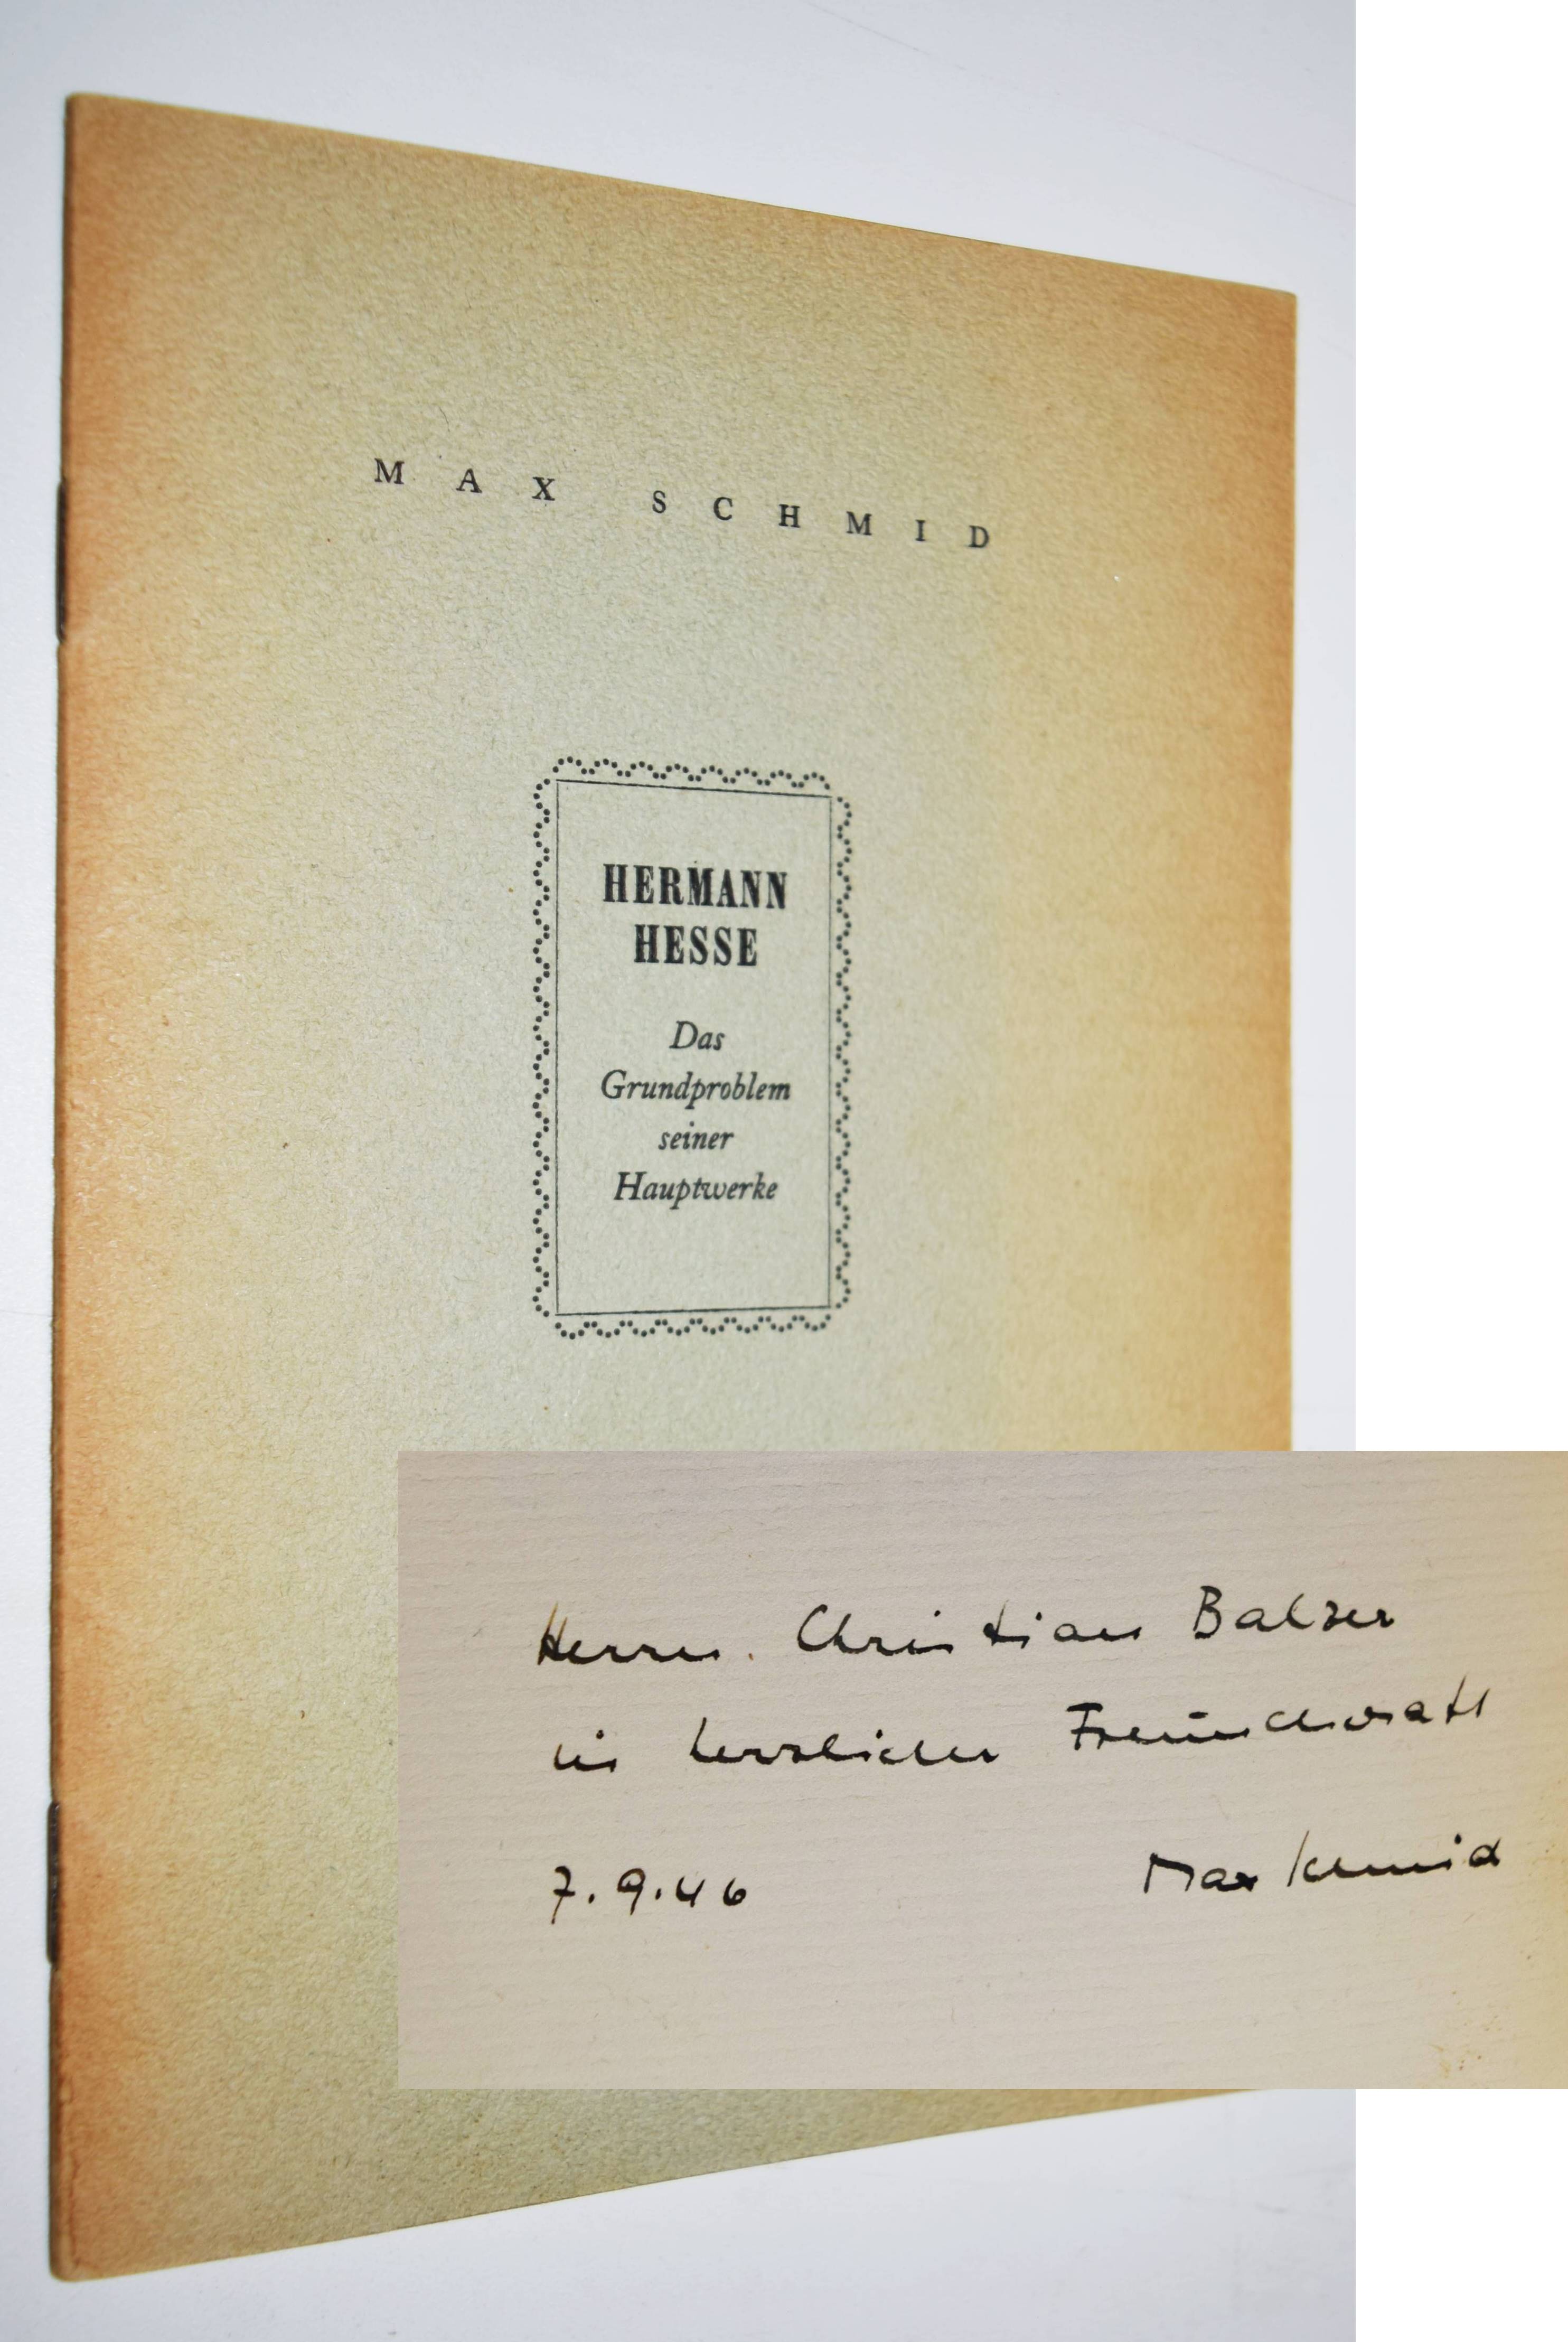 MAX SCHMID
HERMANN
HESSE
Das
Grundproblem
seiner
Hauptwerke
Herrn Christian Balzer
in herzlicher Freundschaft
7.9.46
Max Schmid